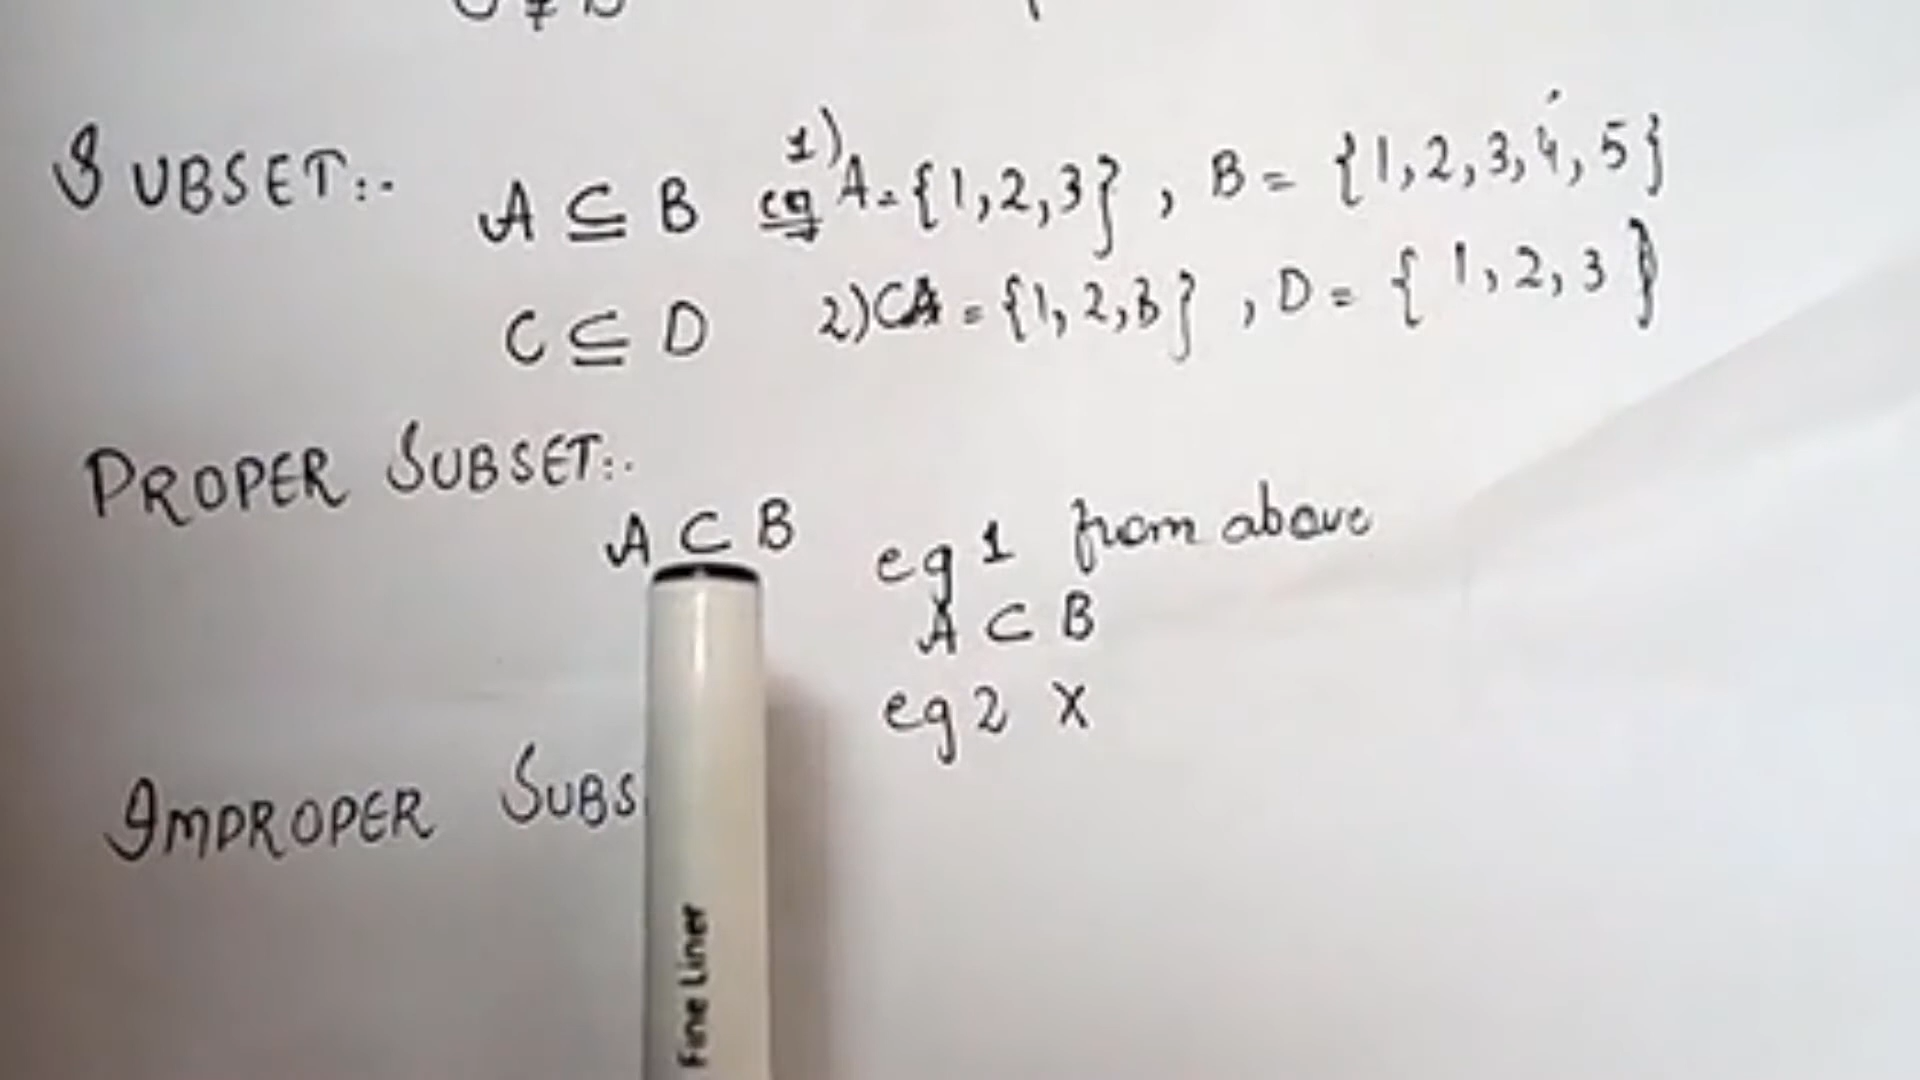 SUBSET:-
A ⊆ B eg 1) A = {1,2,3} , B = {1,2,3,4,5}
C ⊆ D 2) C = {1,2,3} , D = {1,2,3}
PROPER SUBSET:-
A ⊂ B eg 1 from above
A ⊂ B
eg 2 X
IMPROPER SUBS
Fine Liner